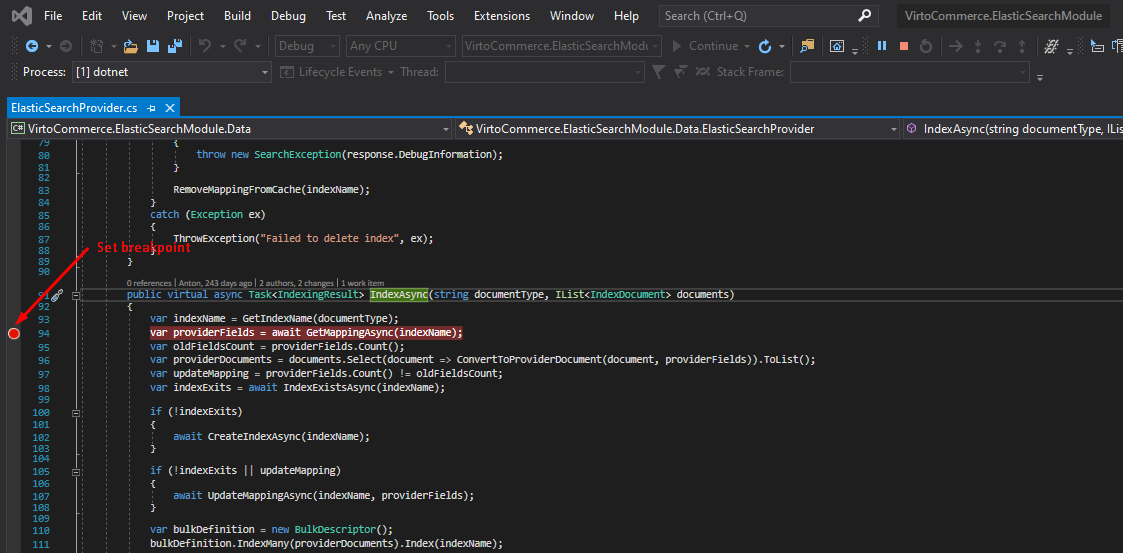 File Edit View Project Build Debug Test Analyze Tools Extensions Window Help Search (Ctrl+Q) VirtoCommerce.ElasticSearchModule
Debug Any CPU VirtoCommerce.ElasticSearchModu Continue
Process: [1] dotnet Lifecycle Events Thread: Stack Frame:
ElasticSearchProvider.cs
C# VirtoCommerce.ElasticSearchModule.Data VirtoCommerce.ElasticSearchModule.Data.ElasticSearchProvider IndexAsync(string documentType, ILis
79 {
80 throw new SearchException(response.DebugInformation);
81 }
82
83 RemoveMappingFromCache(indexName);
84 }
85 catch (Exception ex)
86 {
87 ThrowException("Failed to delete index", ex);
Set breakpoint
88 }
89 }
90
0 references | Anton, 243 days ago | 2 authors, 2 changes | 1 work item
91 public virtual async Task<IndexingResult> IndexAsync(string documentType, IList<IndexDocument> documents)
92 {
93 var indexName = GetIndexName(documentType);
94 var providerFields = await GetMappingAsync(indexName);
95 var oldFieldsCount = providerFields.Count();
96 var providerDocuments = documents.Select(document => ConvertToProviderDocument(document, providerFields)).ToList();
97 var updateMapping = providerFields.Count() != oldFieldsCount;
98 var indexExits = await IndexExistsAsync(indexName);
99
100 if (!indexExits)
101 {
102 await CreateIndexAsync(indexName);
103 }
104
105 if (!indexExits || updateMapping)
106 {
107 await UpdateMappingAsync(indexName, providerFields);
108 }
109
110 var bulkDefinition = new BulkDescriptor();
111 bulkDefinition.IndexMany(providerDocuments).Index(indexName);